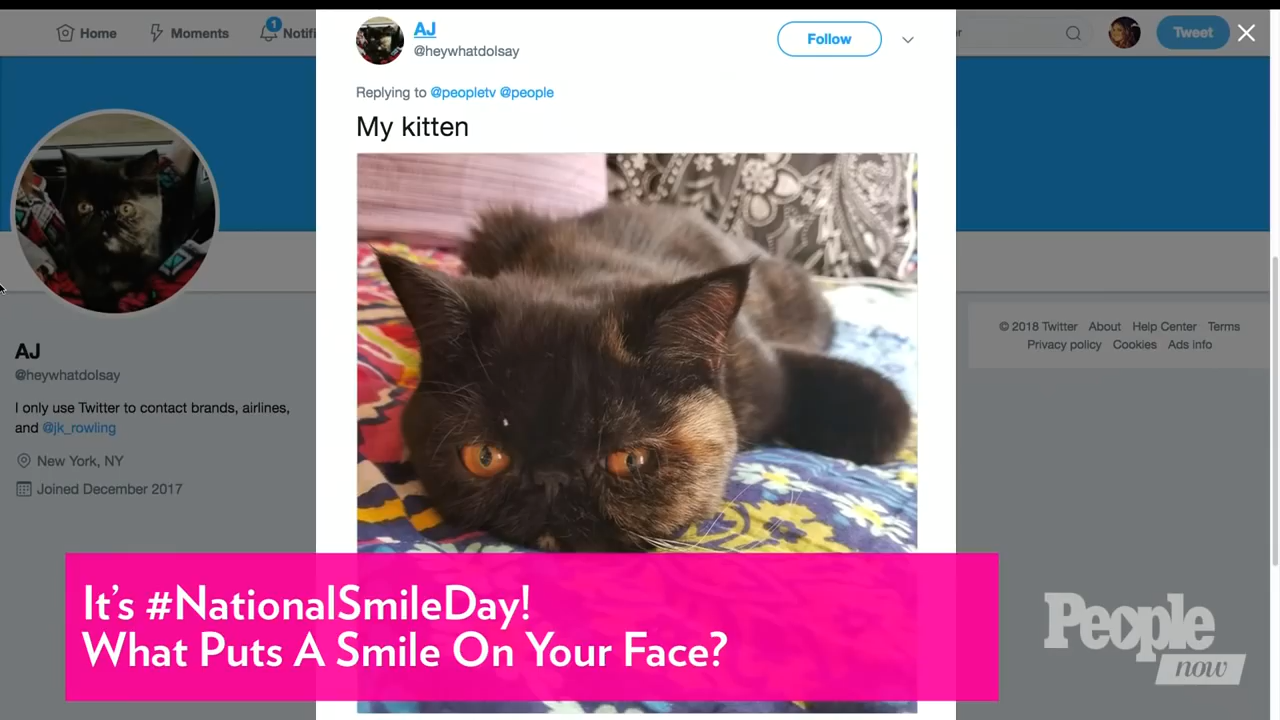 Home
Moments
1
Notifi
AJ
@heywhatdoIsay
Follow
Tweet
Replying to @peopletv @people
My kitten
AJ
@heywhatdoIsay
I only use Twitter to contact brands, airlines,
and @jk_rowling
New York, NY
Joined December 2017
© 2018 Twitter About Help Center Terms
Privacy policy Cookies Ads info
It's #NationalSmileDay!
What Puts A Smile On Your Face?
People
now